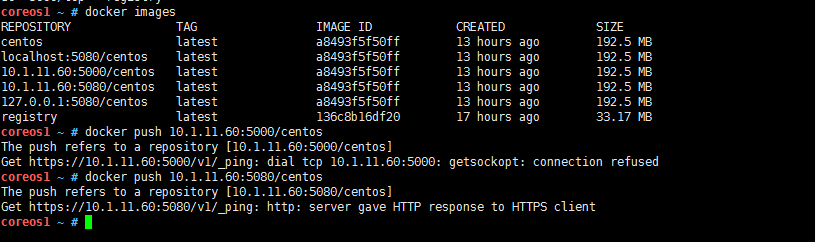 coreos1 ~ # docker images
REPOSITORY TAG IMAGE ID CREATED SIZE
centos latest a8493f5f50ff 13 hours ago 192.5 MB
localhost:5080/centos latest a8493f5f50ff 13 hours ago 192.5 MB
10.1.11.60:5000/centos latest a8493f5f50ff 13 hours ago 192.5 MB
10.1.11.60:5080/centos latest a8493f5f50ff 13 hours ago 192.5 MB
127.0.0.1:5080/centos latest a8493f5f50ff 13 hours ago 192.5 MB
registry latest 136c8b16df20 17 hours ago 33.17 MB
coreos1 ~ # docker push 10.1.11.60:5000/centos
The push refers to a repository [10.1.11.60:5000/centos]
Get https://10.1.11.60:5000/v1/_ping: dial tcp 10.1.11.60:5000: getsockopt: connection refused
coreos1 ~ # docker push 10.1.11.60:5080/centos
The push refers to a repository [10.1.11.60:5080/centos]
Get https://10.1.11.60:5080/v1/_ping: http: server gave HTTP response to HTTPS client
coreos1 ~ #